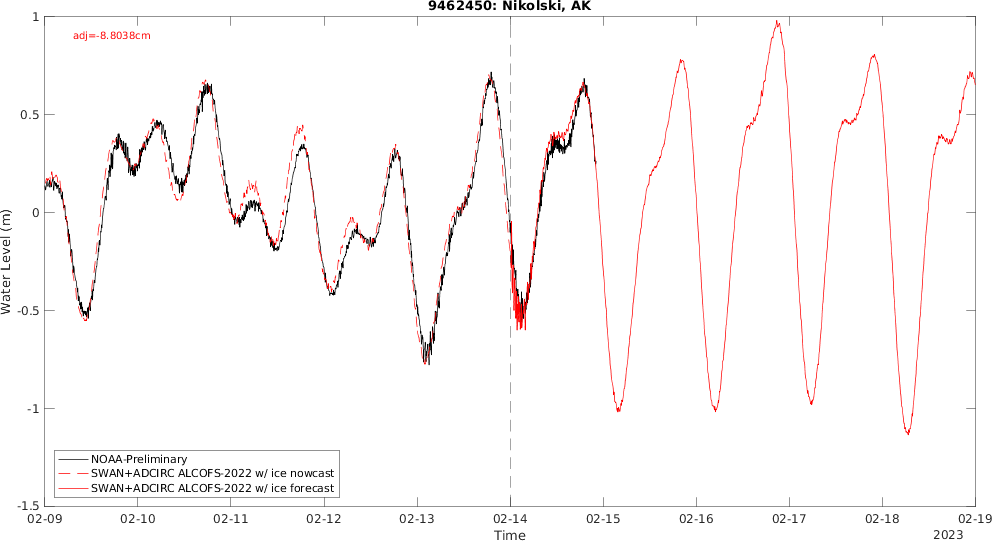 9462450: Nikolski, AK
adj=-8.8038cm
1
0.5
0
-0.5
-1
-1.5
Water Level (m)
NOAA-Preliminary
SWAN+ADCIRC ALCOFS-2022 w/ ice nowcast
SWAN+ADCIRC ALCOFS-2022 w/ ice forecast
02-09 02-10 02-11 02-12 02-13 02-14 02-15 02-16 02-17 02-18 02-19
Time
2023